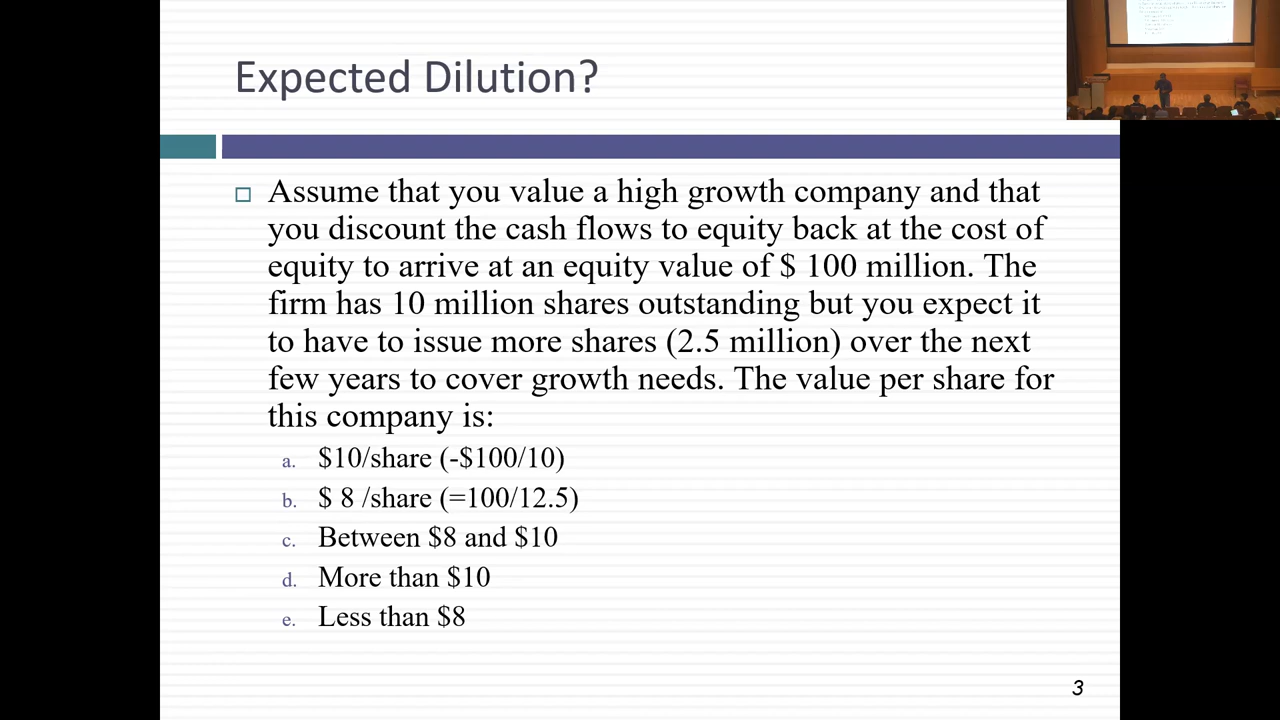 Expected Dilution?
Assume that you value a high growth company and that
you discount the cash flows to equity back at the cost of
equity to arrive at an equity value of $ 100 million. The
firm has 10 million shares outstanding but you expect it
to have to issue more shares (2.5 million) over the next
few years to cover growth needs. The value per share for
this company is:
a. $10/share (-$100/10)
b. $ 8 /share (=100/12.5)
c. Between $8 and $10
d. More than $10
e. Less than $8
3